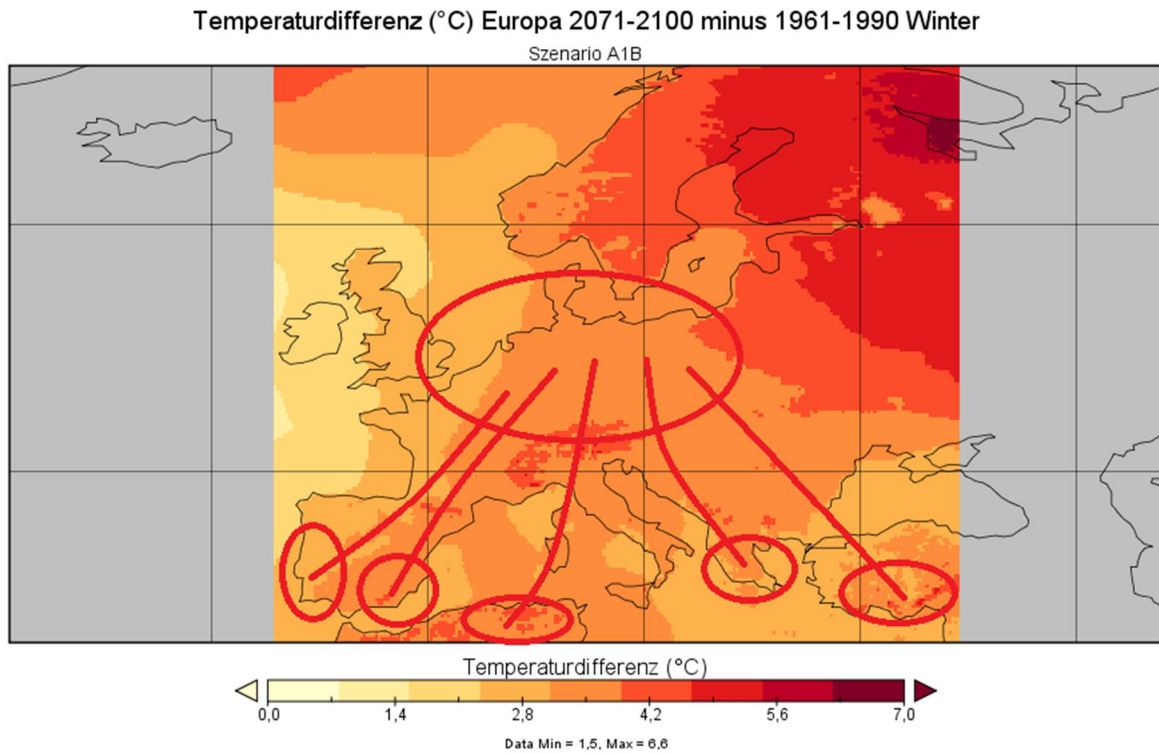 Temperaturdifferenz (°C) Europa 2071-2100 minus 1961-1990 Winter
Szenario A1B
Temperaturdifferenz (°C)
0,0 1,4 2,8 4,2 5,6 7,0
Data Min = 1,5, Max = 6,6